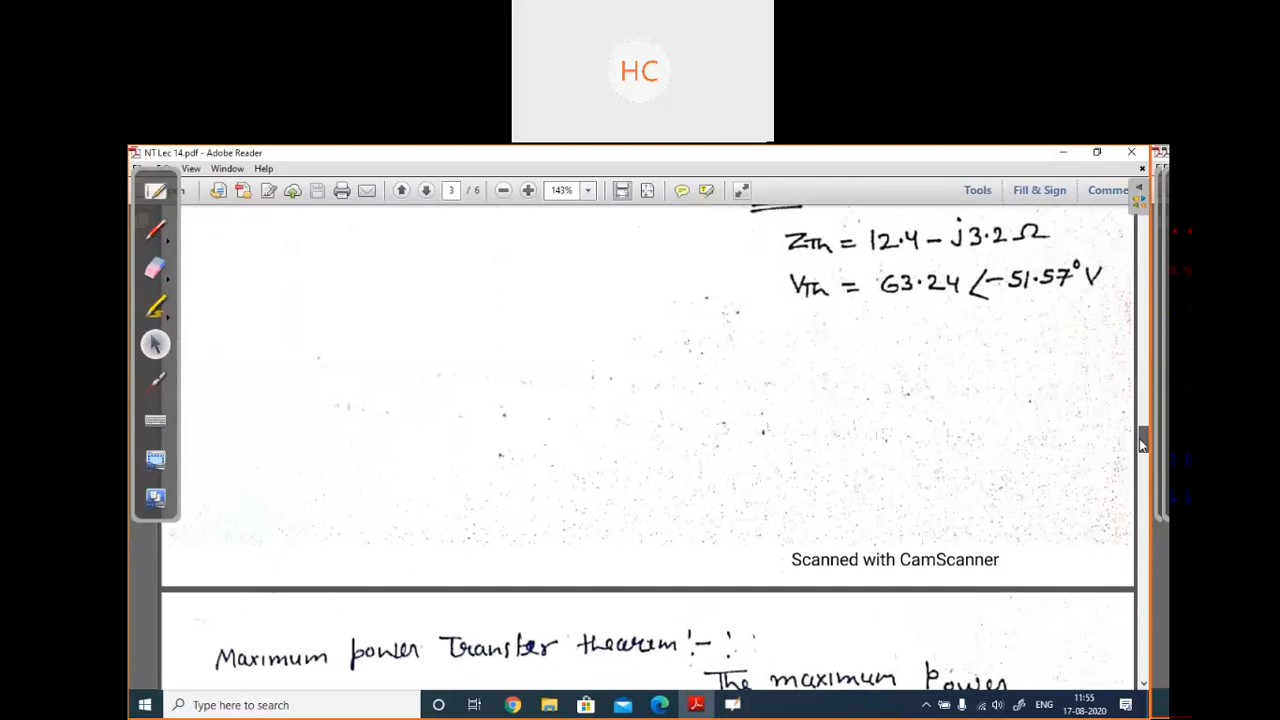 HC
NT Lec 14.pdf - Adobe Reader
View Window Help
3 / 6 143% Tools Fill & Sign Comme
ZTh = 12.4 - j3.2 Ω
VTh = 63.24 ∠-51.57° V
Scanned with CamScanner
Maximum power Transfer theorem :- :
The maximum power
Type here to search
ENG
11:55
17-08-2020